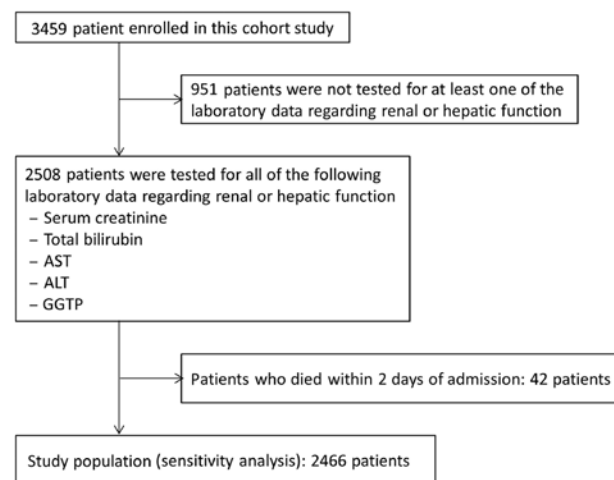 3459 patient enrolled in this cohort study
951 patients were not tested for at least one of the
laboratory data regarding renal or hepatic function
2508 patients were tested for all of the following
laboratory data regarding renal or hepatic function
– Serum creatinine
– Total bilirubin
– AST
– ALT
– GGTP
Patients who died within 2 days of admission: 42 patients
Study population (sensitivity analysis): 2466 patients